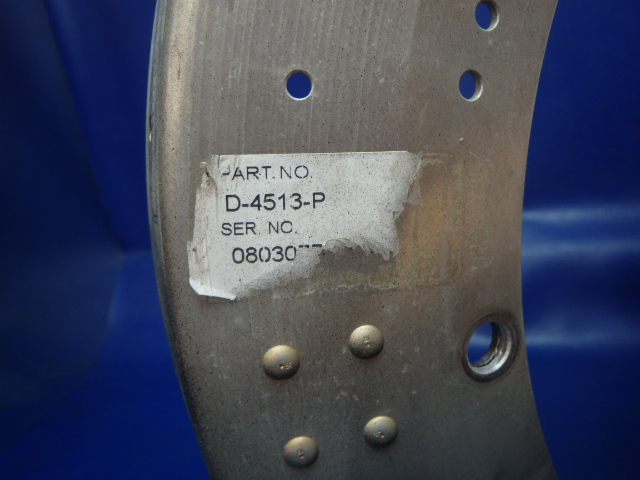 PART. NO.
D-4513-P
SER. NO.
08030